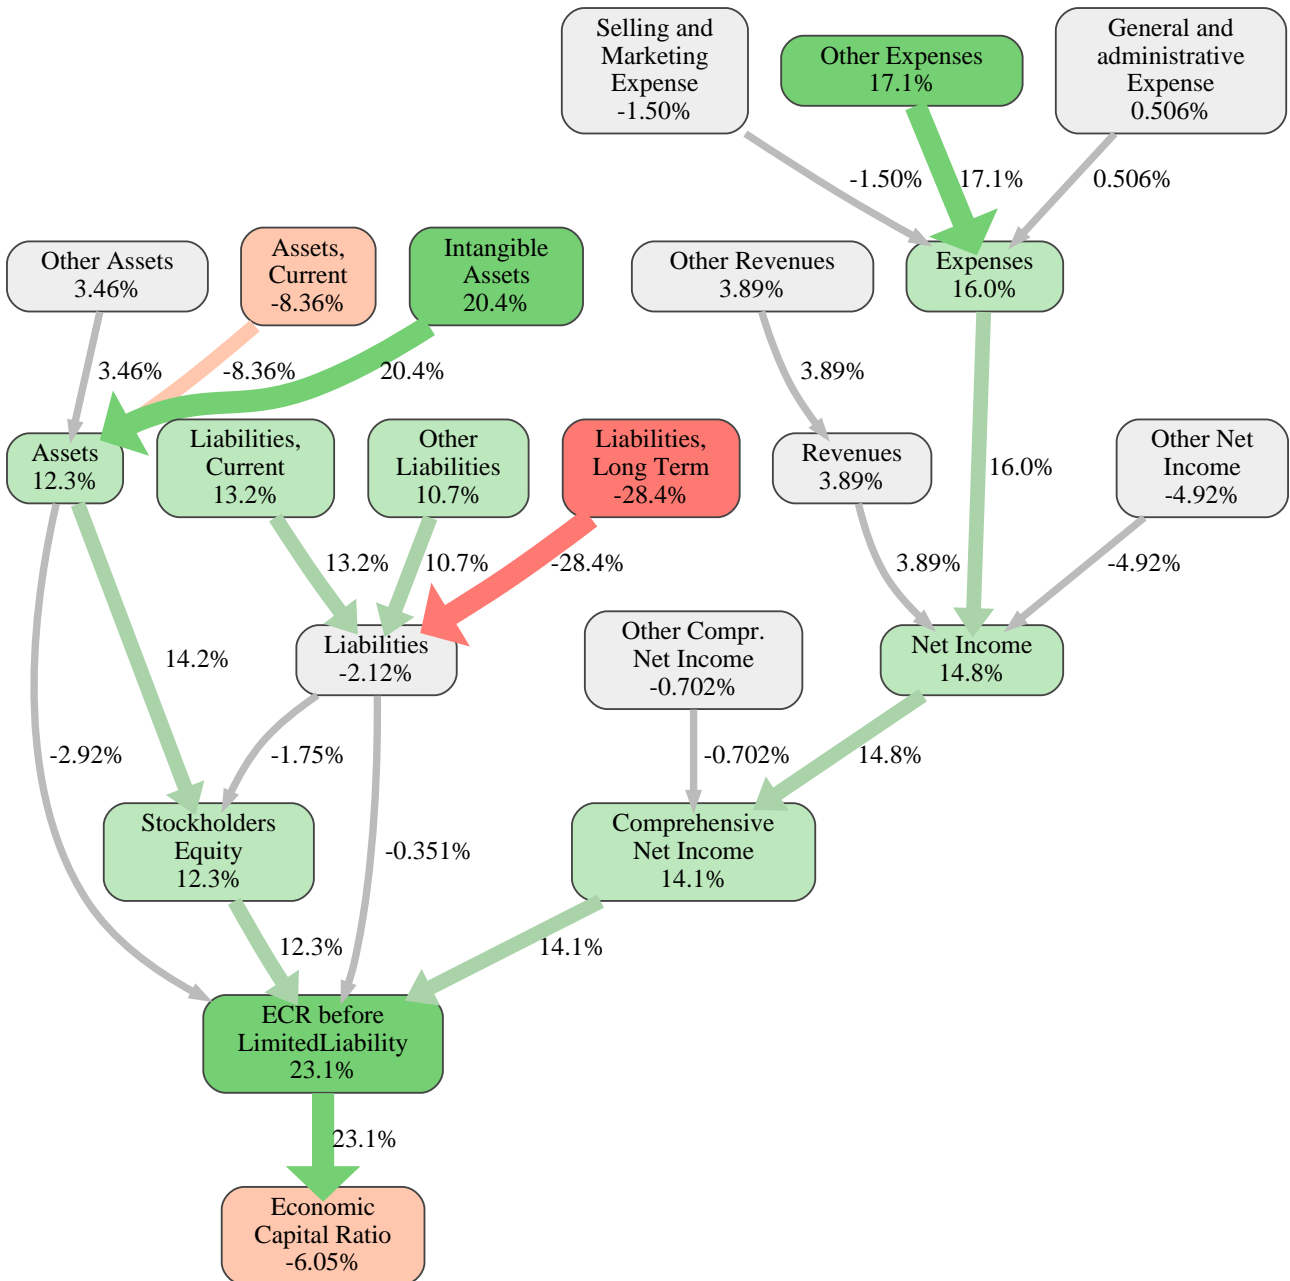 Selling and
Marketing
Expense
-1.50%
Other Expenses
17.1%
General and
administrative
Expense
0.506%
-1.50%
17.1%
0.506%
Other Assets
3.46%
Assets,
Current
-8.36%
Intangible
Assets
20.4%
Other Revenues
3.89%
Expenses
16.0%
3.46%
-8.36%
20.4%
3.89%
Assets
12.3%
Liabilities,
Current
13.2%
Other
Liabilities
10.7%
Liabilities,
Long Term
-28.4%
Revenues
3.89%
16.0%
Other Net
Income
-4.92%
13.2%
10.7%
-28.4%
3.89%
-4.92%
14.2%
Liabilities
-2.12%
Other Compr.
Net Income
-0.702%
Net Income
14.8%
-2.92%
-1.75%
-0.702%
14.8%
Stockholders
Equity
12.3%
-0.351%
Comprehensive
Net Income
14.1%
12.3%
14.1%
ECR before
LimitedLiability
23.1%
23.1%
Economic
Capital Ratio
-6.05%